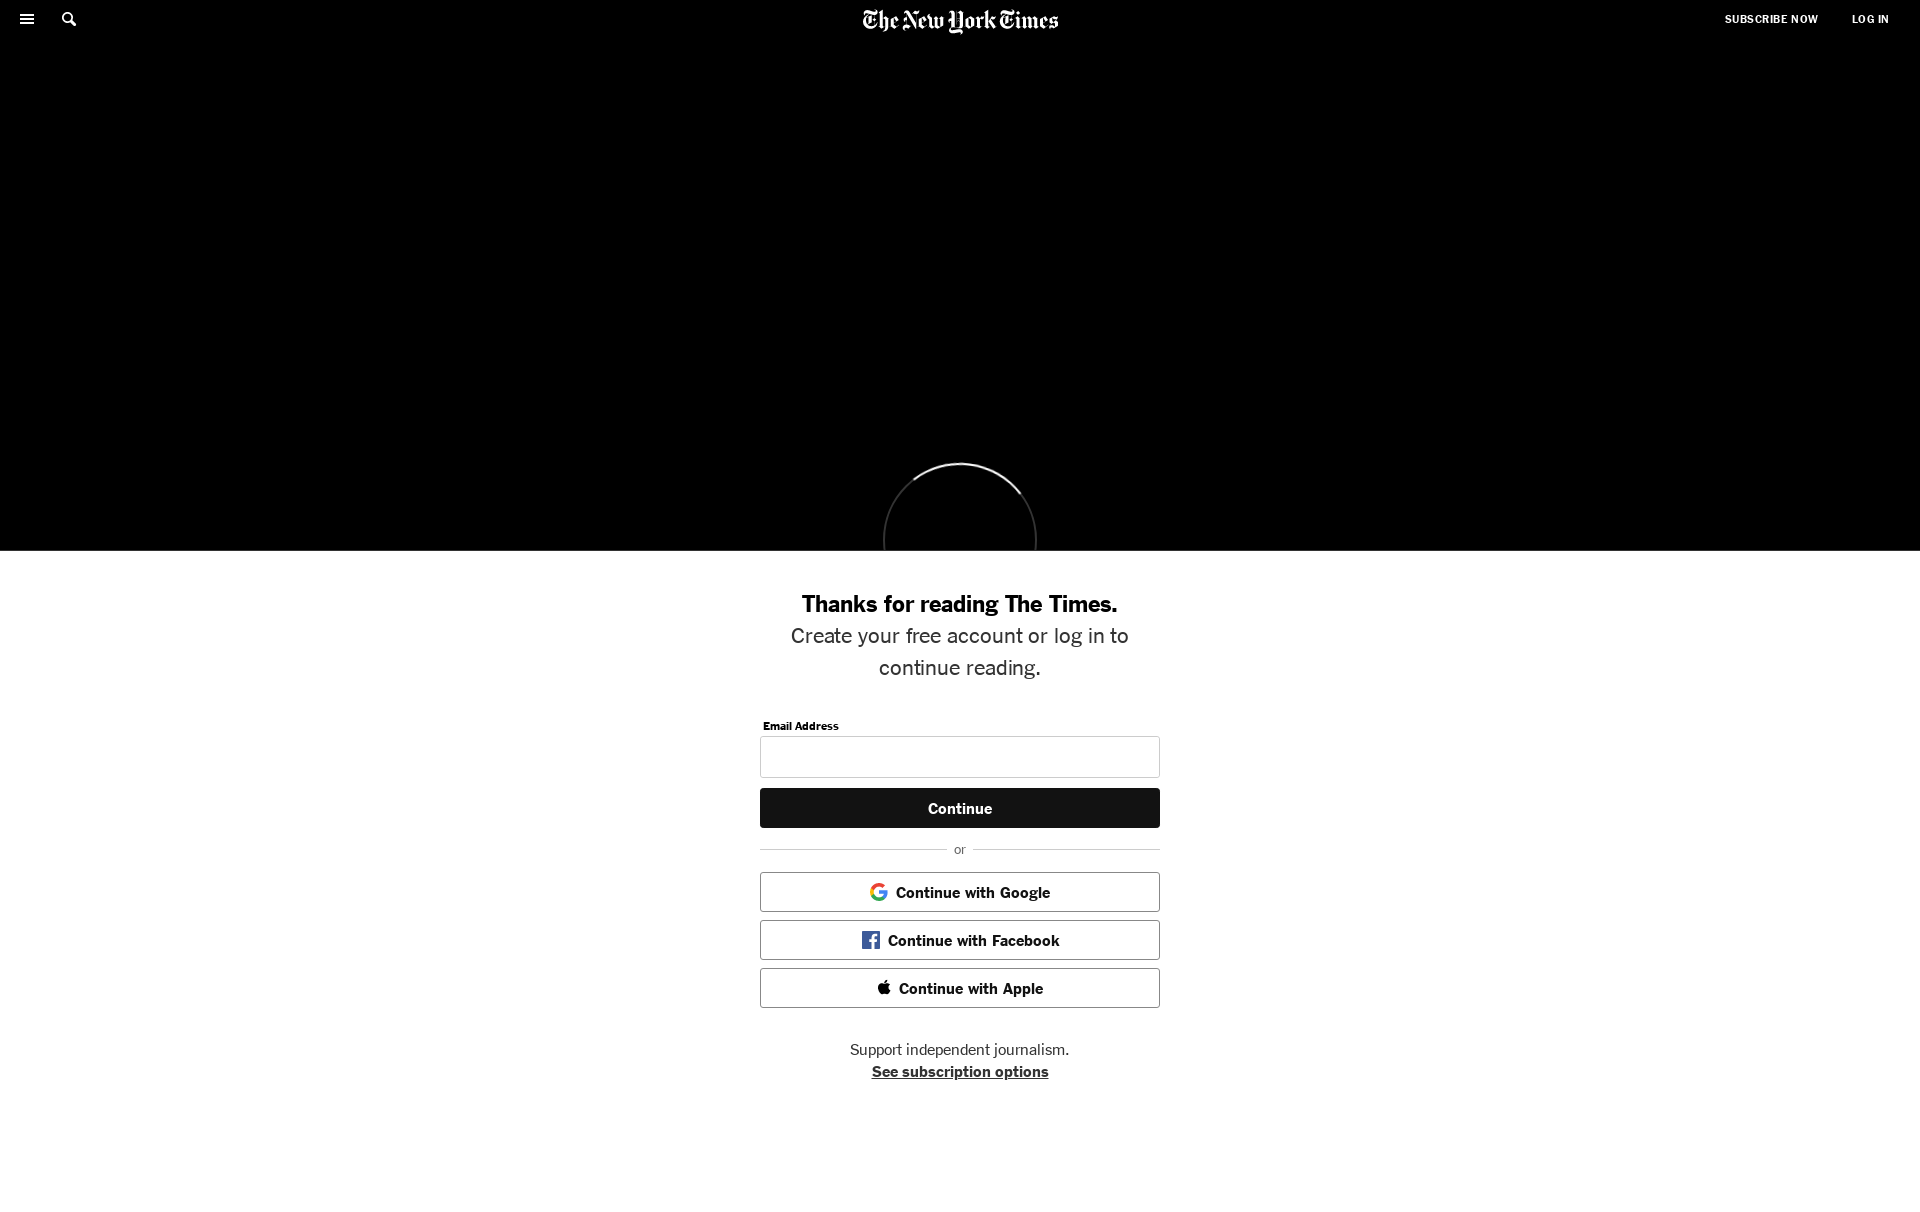 The New York Times
SUBSCRIBE NOW
LOG IN
Thanks for reading The Times.
Create your free account or log in to
continue reading.
Email Address
Continue
or
Continue with Google
Continue with Facebook
Continue with Apple
Support independent journalism.
See subscription options